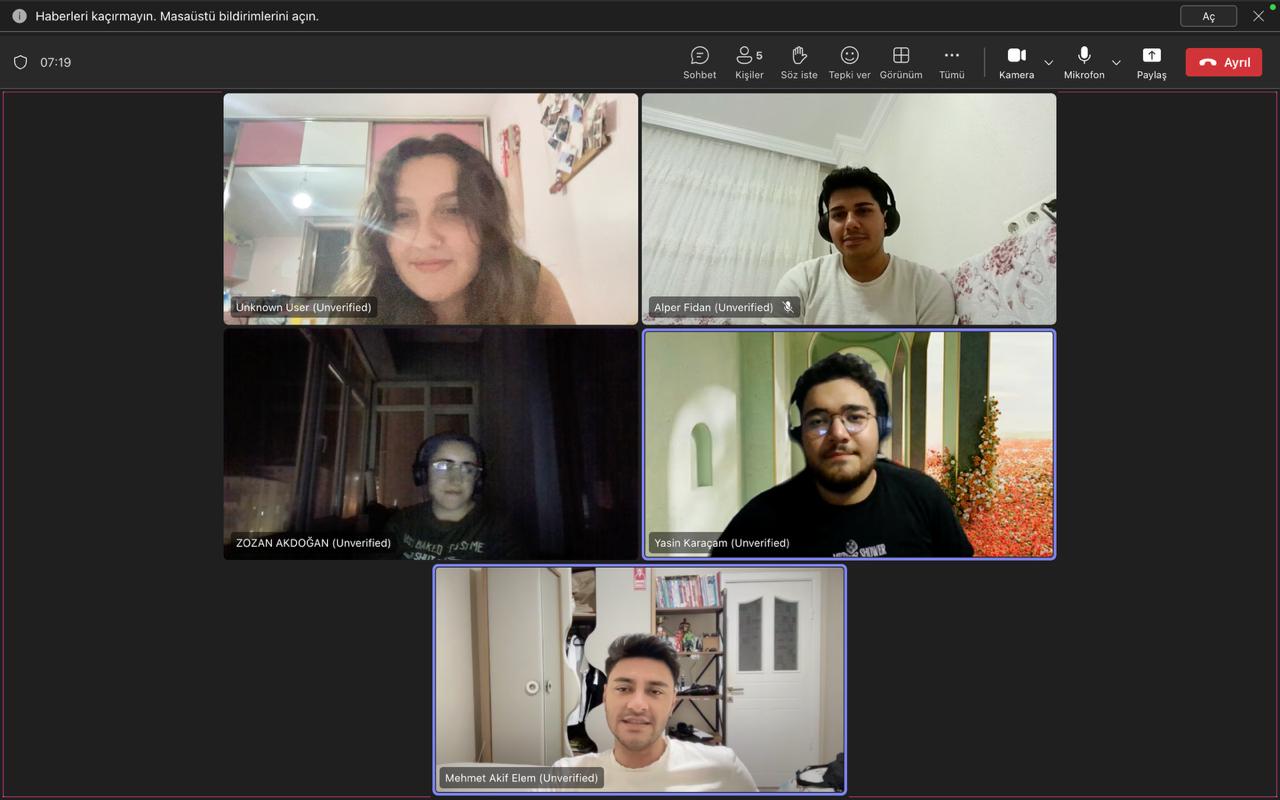 Haberleri kaçırmayın. Masaüstü bildirimlerini açın.
Aç
07:19
Sohbet
5
Kişiler
Söz iste
Tepki ver
Görünüm
Tümü
Kamera
Mikrofon
Paylaş
Ayrıl
Unknown User (Unverified)
Alper Fidan (Unverified)
ZOZAN AKDOĞAN (Unverified)
Yasin Karaçam (Unverified)
Mehmet Akif Elem (Unverified)